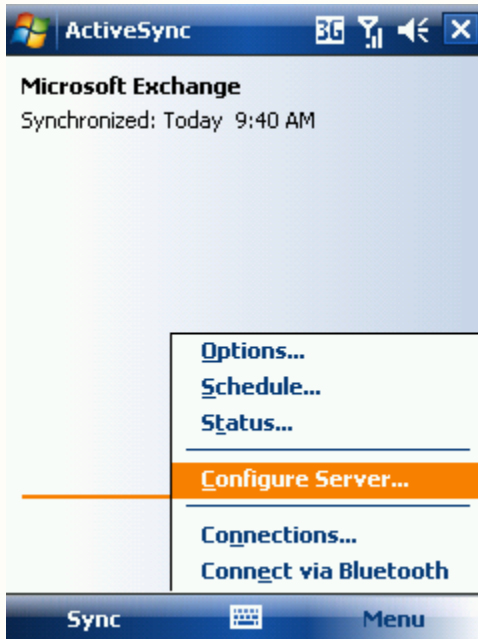 ActiveSync
3G
Microsoft Exchange
Synchronized: Today 9:40 AM
Options...
Schedule...
Status...
Configure Server...
Connections...
Connect via Bluetooth
Sync
Menu